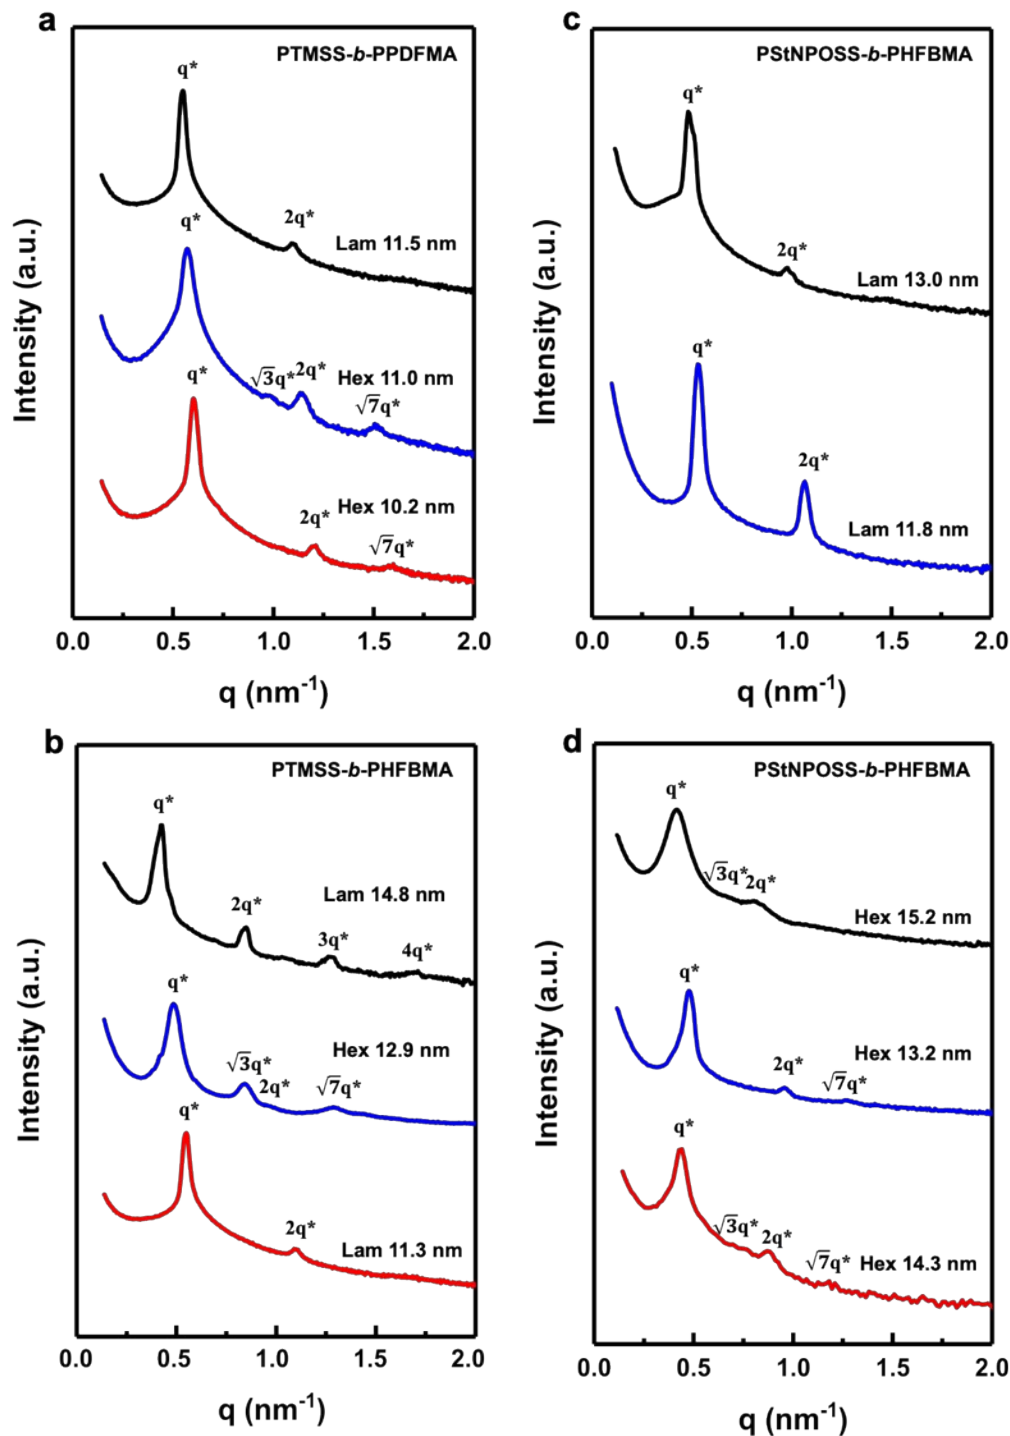 a
PTMSS-b-PPDFMA
q*
2q*
Lam 11.5 nm
q*
√3q*
2q*
√7q*
Hex 11.0 nm
q*
2q*
√7q*
Hex 10.2 nm
Intensity (a.u.)
0.0 0.5 1.0 1.5 2.0
q (nm⁻¹)
c
PStNPOSS-b-PHFBMA
q*
2q*
Lam 13.0 nm
q*
2q*
Lam 11.8 nm
Intensity (a.u.)
0.0 0.5 1.0 1.5 2.0
q (nm⁻¹)
b
PTMSS-b-PHFBMA
q*
2q*
3q*
4q*
Lam 14.8 nm
q*
√3q*
2q*
√7q*
Hex 12.9 nm
q*
2q*
Lam 11.3 nm
Intensity (a.u.)
0.0 0.5 1.0 1.5 2.0
q (nm⁻¹)
d
PStNPOSS-b-PHFBMA
q*
√3q*
2q*
Hex 15.2 nm
q*
2q*
√7q*
Hex 13.2 nm
q*
√3q*
2q*
√7q*
Hex 14.3 nm
Intensity (a.u.)
0.0 0.5 1.0 1.5 2.0
q (nm⁻¹)